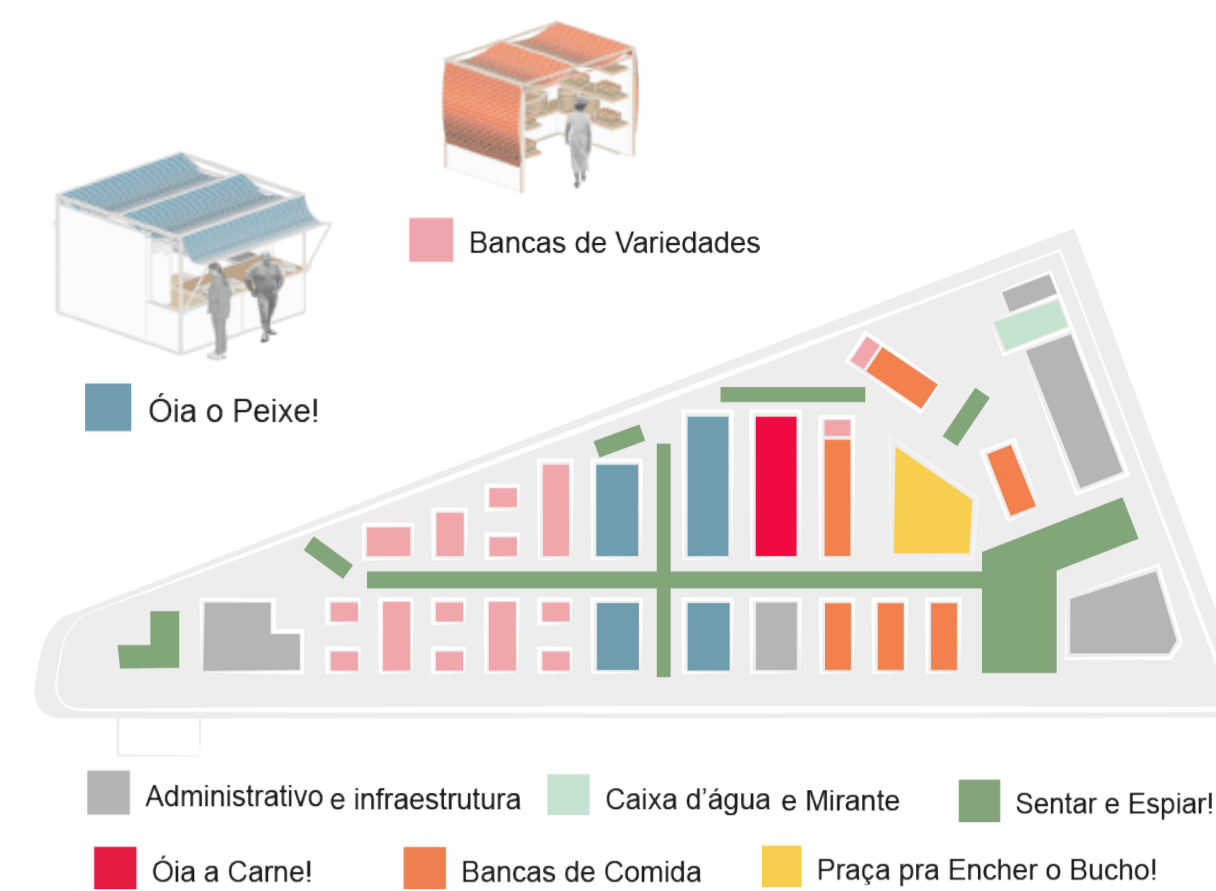 Bancas de Variedades
Óia o Peixe!
Administrativo e infraestrutura
Caixa d’água e Mirante
Sentar e Espiar!
Óia a Carne!
Bancas de Comida
Praça pra Encher o Bucho!